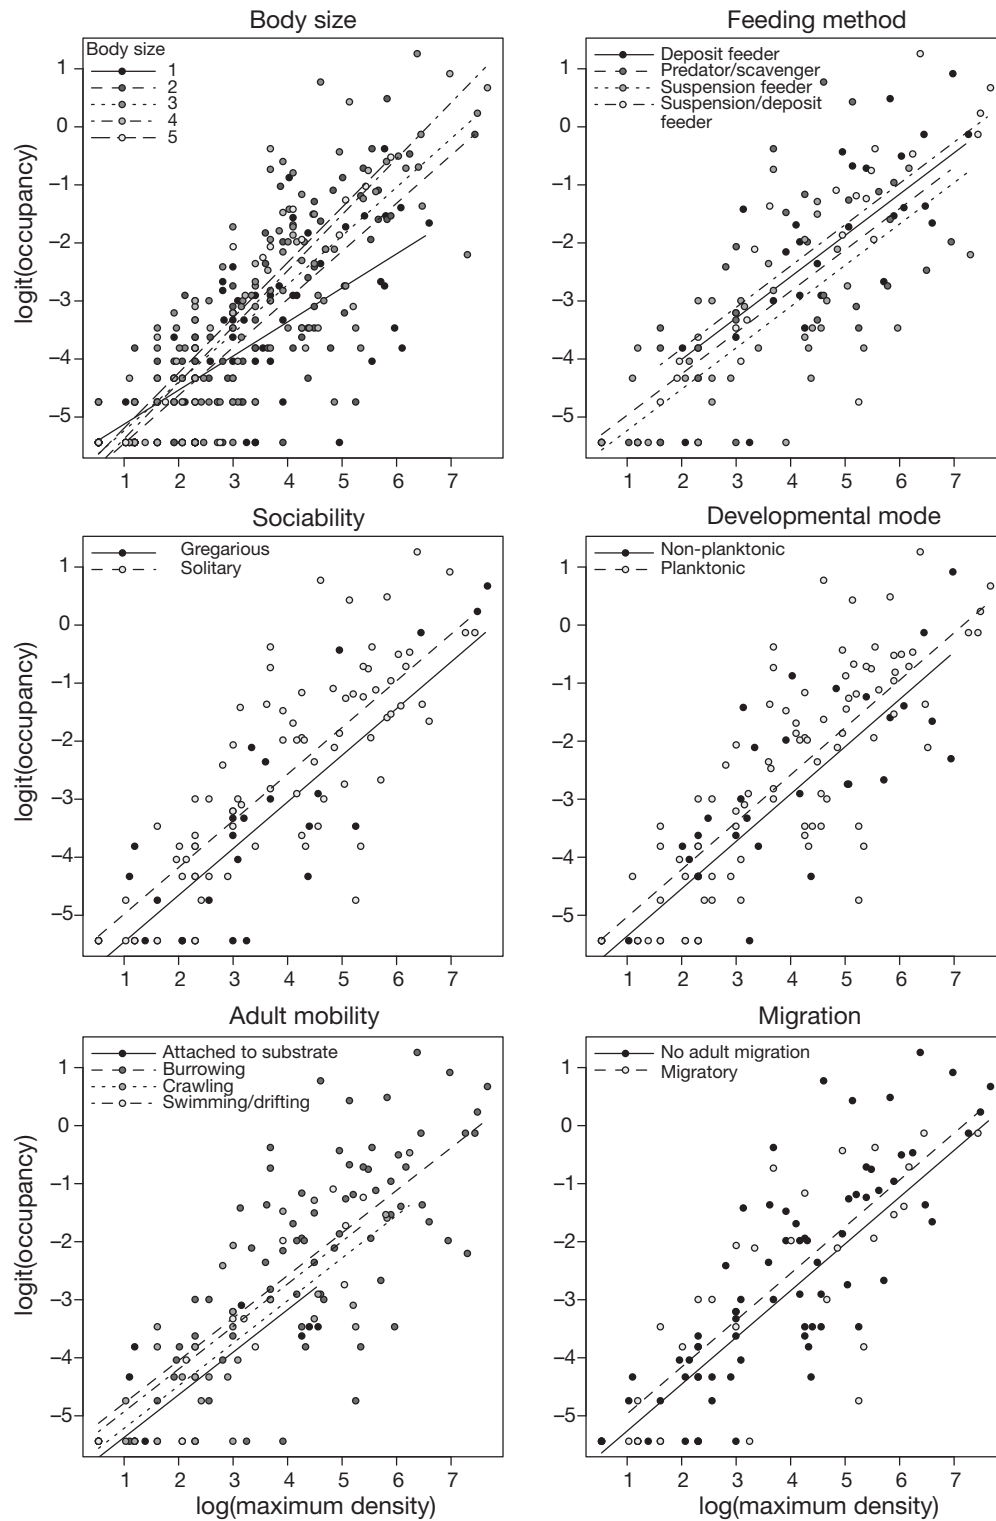 Body size
Body size
1
2
3
4
5
1
0
−1
−2
−3
−4
−5
logit(occupancy)
1 2 3 4 5 6 7
Feeding method
Deposit feeder
Predator/scavenger
Suspension feeder
Suspension/deposit
feeder
1
0
−1
−2
−3
−4
−5
1 2 3 4 5 6 7
Sociability
Gregarious
Solitary
1
0
−1
−2
−3
−4
−5
logit(occupancy)
1 2 3 4 5 6 7
Developmental mode
Non-planktonic
Planktonic
1
0
−1
−2
−3
−4
−5
1 2 3 4 5 6 7
Adult mobility
Attached to substrate
Burrowing
Crawling
Swimming/drifting
1
0
−1
−2
−3
−4
−5
logit(occupancy)
1 2 3 4 5 6 7
log(maximum density)
Migration
No adult migration
Migratory
1
0
−1
−2
−3
−4
−5
1 2 3 4 5 6 7
log(maximum density)